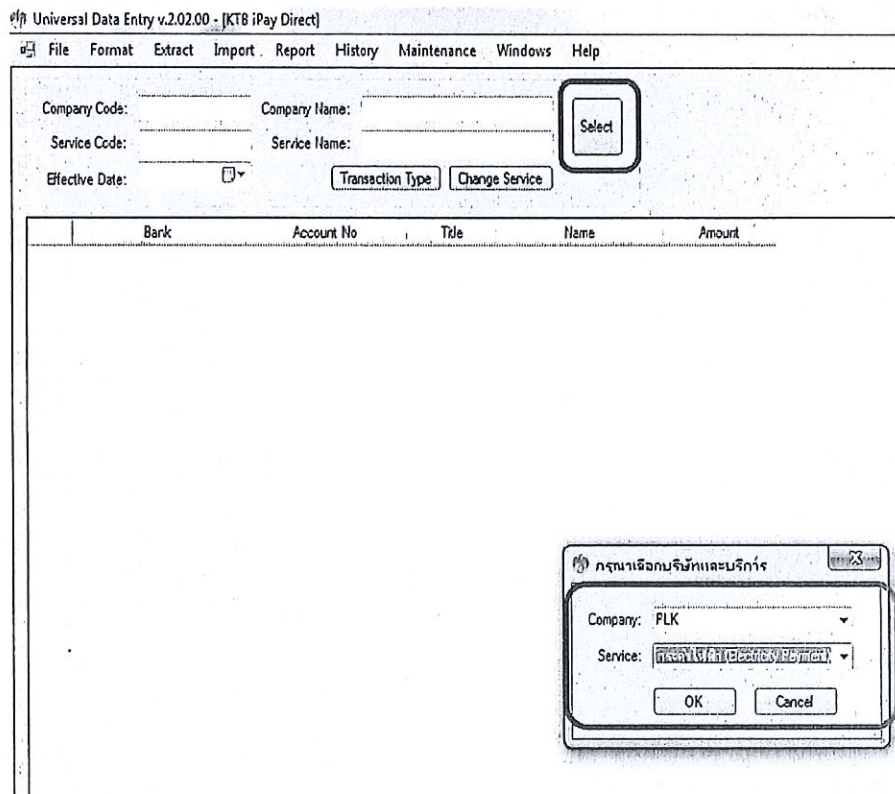 Universal Data Entry v.2.02.00 - [KTB iPay Direct]
File Format Extract Import Report History Maintenance Windows Help
Company Code: Company Name:
Select
Service Code: Service Name:
Effective Date: Transaction Type Change Service
Bank Account No Title Name Amount
กรุณาเลือกบริษัทและบริการ
Company: PLK
Service: (Electricity Payment)
OK Cancel